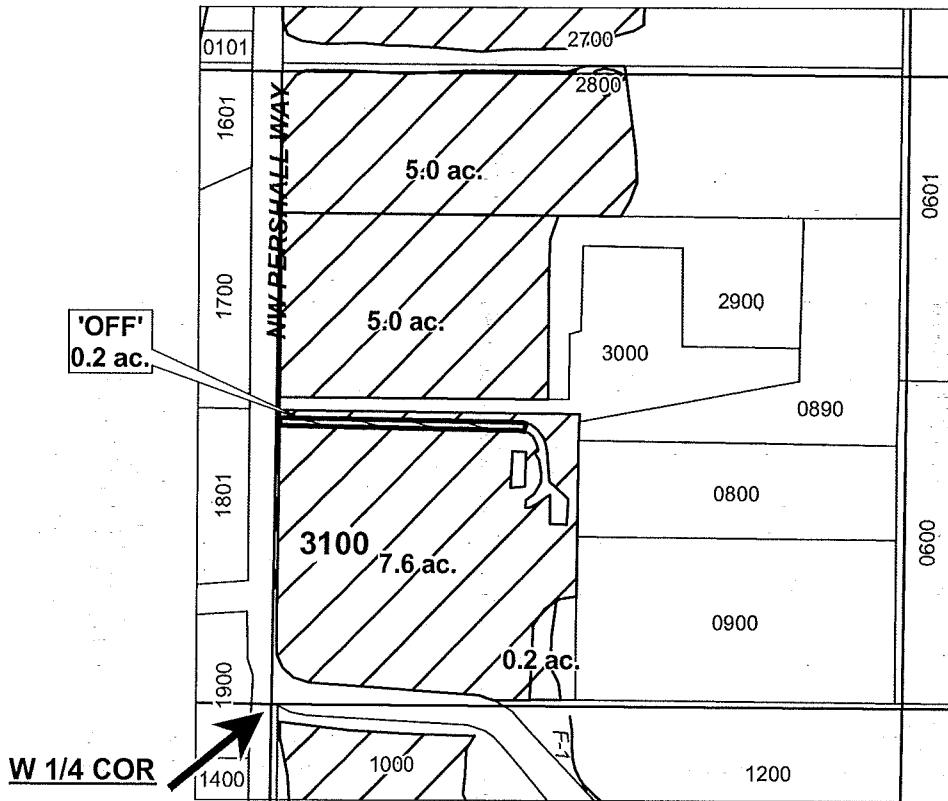 0101
2700
2800
1601
NW PERSHALL WAY
5.0 ac.
0601
1700
5.0 ac.
2900
3000
'OFF'
0.2 ac.
0890
1801
0800
3100
7.6 ac.
0600
0900
0.2 ac.
1900
F-1
W 1/4 COR
1400
1000
1200